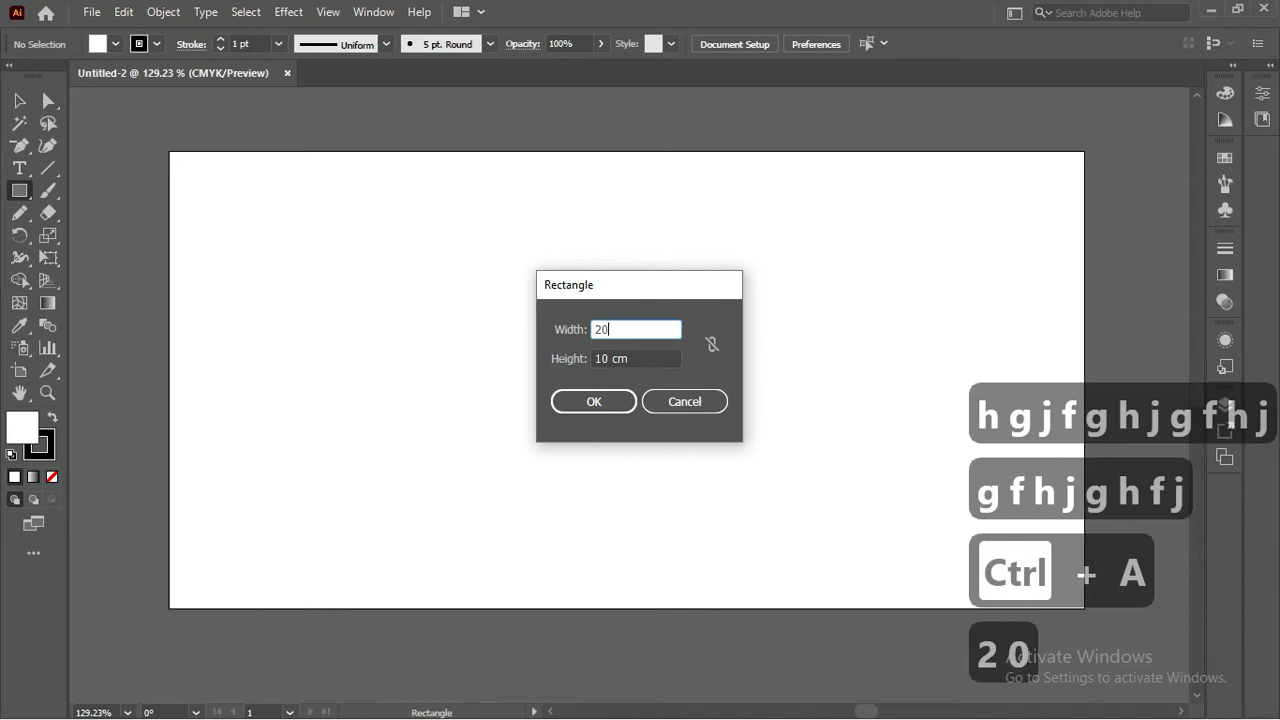 Ai File Edit Object Type Select Effect View Window Help Search Adobe Help
No Selection Stroke: 1 pt Uniform 5 pt. Round Opacity: 100% Style: Document Setup Preferences
Untitled-2 @ 129.23 % (CMYK/Preview)
Rectangle
Width: 20
Height: 10 cm
OK Cancel
h g j f g h j g f h j
g f h j g h f j
Ctrl + A
2 0
Activate Windows
Go to Settings to activate Windows.
129.23% 0° 1 Rectangle